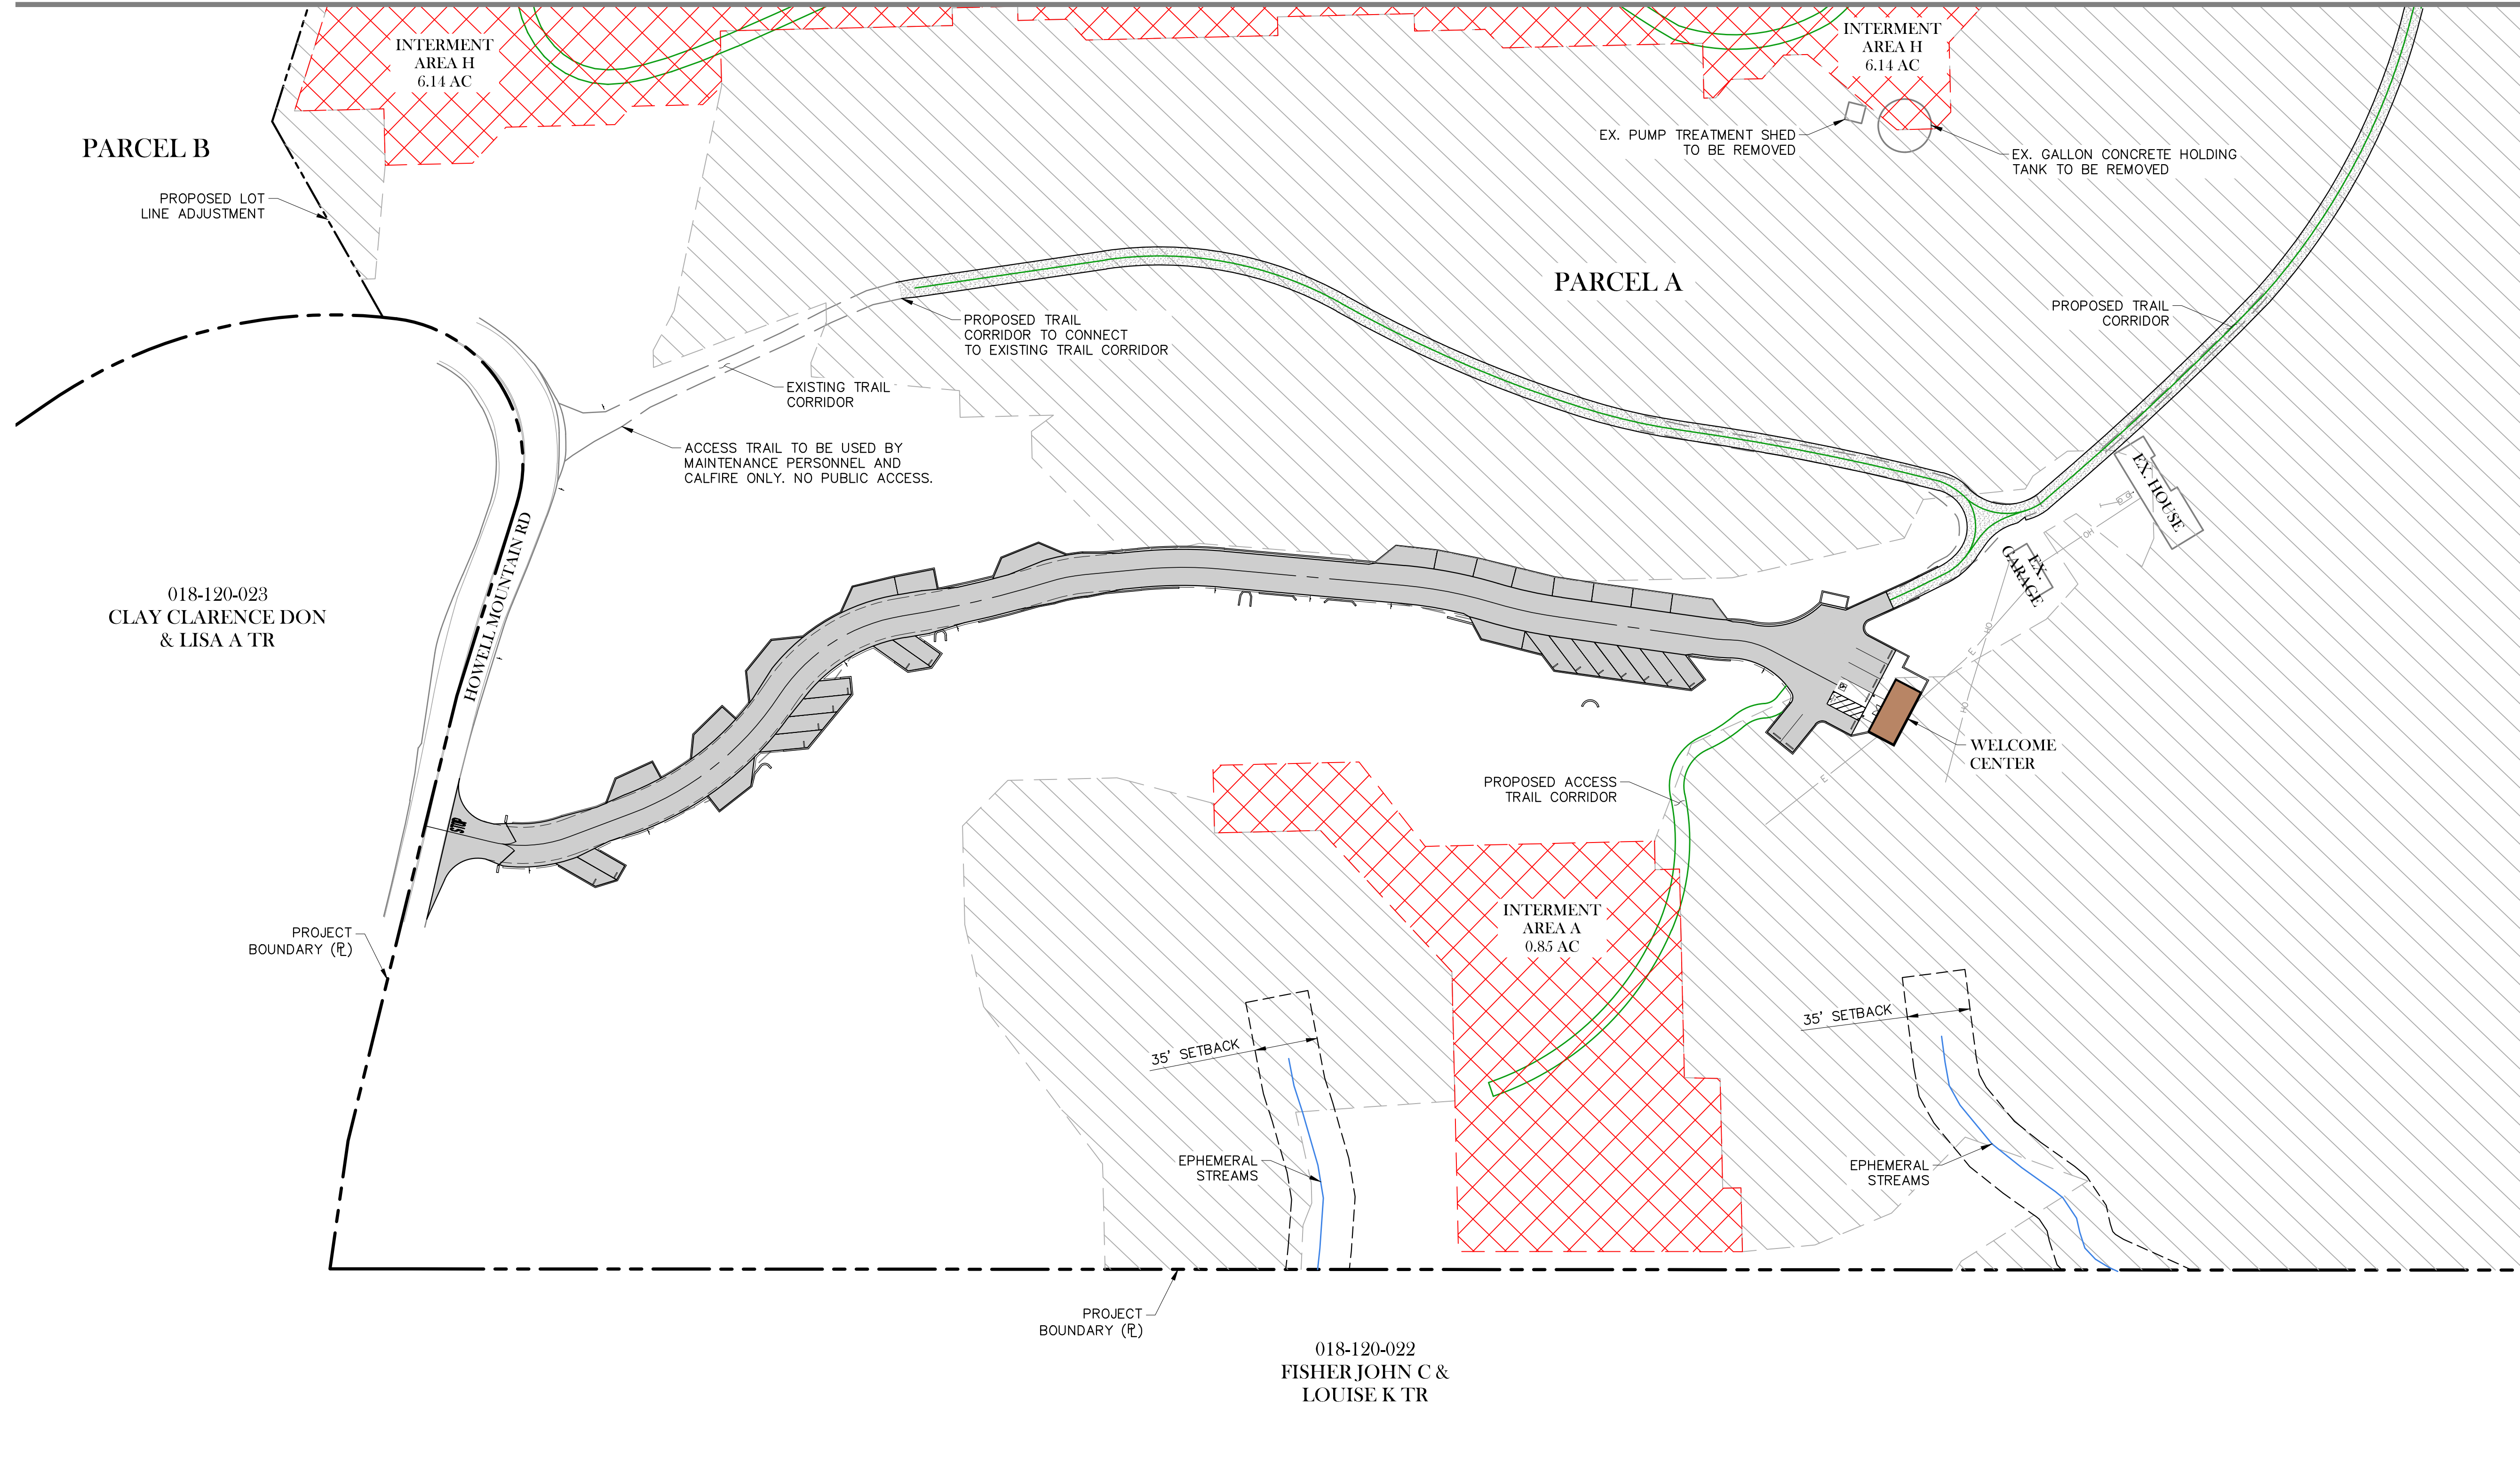 INTERMENT
AREA H
6.14 AC
INTERMENT
AREA H
6.14 AC
PARCEL B
EX. PUMP TREATMENT SHED
TO BE REMOVED
EX. GALLON CONCRETE HOLDING
TANK TO BE REMOVED
PROPOSED LOT
LINE ADJUSTMENT
PARCEL A
PROPOSED TRAIL
CORRIDOR
PROPOSED TRAIL
CORRIDOR TO CONNECT
TO EXISTING TRAIL CORRIDOR
EXISTING TRAIL
CORRIDOR
ACCESS TRAIL TO BE USED BY
MAINTENANCE PERSONNEL AND
CALFIRE ONLY. NO PUBLIC ACCESS.
EX. HOUSE
EX.
GARAGE
HOWELL MOUNTAIN RD
018-120-023
CLAY CLARENCE DON
& LISA A TR
OH
OH
E
OH
E
WELCOME
CENTER
STOP
PROPOSED ACCESS
TRAIL CORRIDOR
INTERMENT
AREA A
0.85 AC
PROJECT
BOUNDARY (PL)
35' SETBACK
35' SETBACK
EPHEMERAL
STREAMS
EPHEMERAL
STREAMS
PROJECT
BOUNDARY (PL)
018-120-022
FISHER JOHN C &
LOUISE K TR